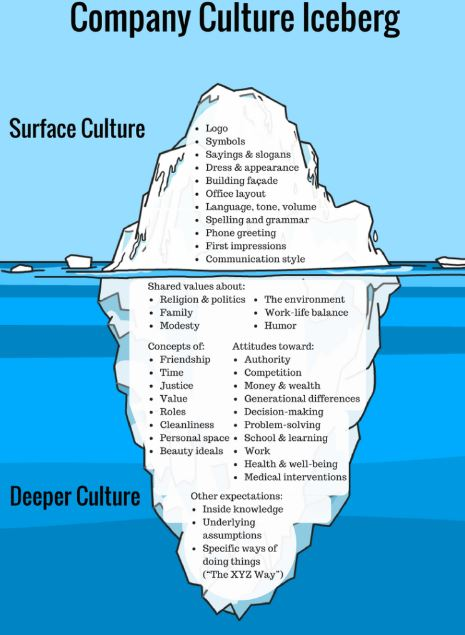 Company Culture Iceberg
Surface Culture
• Logo
• Symbols
• Sayings & slogans
• Dress & appearance
• Building façade
• Office layout
• Language, tone, volume
• Spelling and grammar
• Phone greeting
• First impressions
• Communication style
Shared values about:
• Religion & politics
• Family
• Modesty
• The environment
• Work-life balance
• Humor
Concepts of:
• Friendship
• Time
• Justice
• Value
• Roles
• Cleanliness
• Personal space
• Beauty ideals
Attitudes toward:
• Authority
• Competition
• Money & wealth
• Generational differences
• Decision-making
• Problem-solving
• School & learning
• Work
• Health & well-being
• Medical interventions
Deeper Culture
Other expectations:
• Inside knowledge
• Underlying
assumptions
• Specific ways of
doing things
("The XYZ Way")